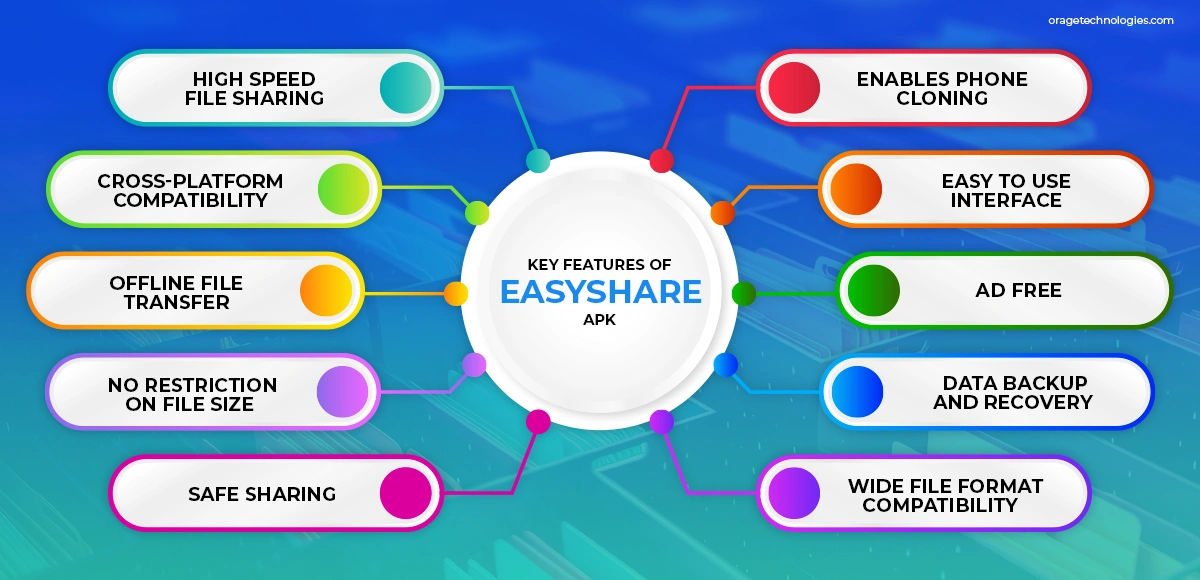 oragetechnologies.com
HIGH SPEED
FILE SHARING
CROSS-PLATFORM
COMPATIBILITY
OFFLINE FILE
TRANSFER
NO RESTRICTION
ON FILE SIZE
SAFE SHARING
KEY FEATURES OF
EASYSHARE
APK
ENABLES PHONE
CLONING
EASY TO USE
INTERFACE
AD FREE
DATA BACKUP
AND RECOVERY
WIDE FILE FORMAT
COMPATIBILITY